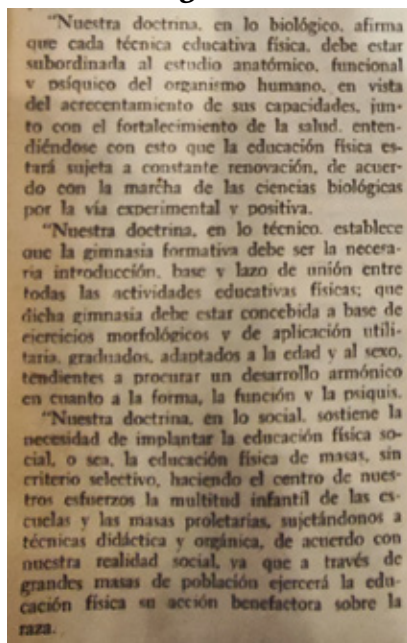 "Nuestra doctrina, en lo biológico, afirma
que cada técnica educativa física, debe estar
subordinada al estudio anatómico, funcional
y psíquico del organismo humano, en vista
del acrecentamiento de sus capacidades, jun-
to con el fortalecimiento de la salud, enten-
diéndose con esto que la educación física es-
tará sujeta a constante renovación, de acuer-
do con la marcha de las ciencias biológicas
por la vía experimental y positiva.
"Nuestra doctrina, en lo técnico, establece
que la gimnasia formativa debe ser la necera-
ria introducción, base y lazo de unión entre
todas las actividades educativas físicas; que
dicha gimnasia debe estar concebida a base de
ejercicios morfológicos y de aplicación utili-
taria, graduados, adaptados a la edad y al sexo,
tendientes a procurar un desarrollo armónico
en cuanto a la forma, la función y la psiquis.
"Nuestra doctrina, en lo social, sostiene la
necesidad de implantar la educación física so-
cial, o sea, la educación física de masas, sin
criterio selectivo, haciendo el centro de nues-
tros esfuerzos la multitud infantil de las es-
cuelas y las masas proletarias, sujetándonos a
técnicas didáctica y orgánica, de acuerdo con
nuestra realidad social, ya que a través de
grandes masas de población ejercerá la edu-
cación física su acción benefactora sobre la
raza.